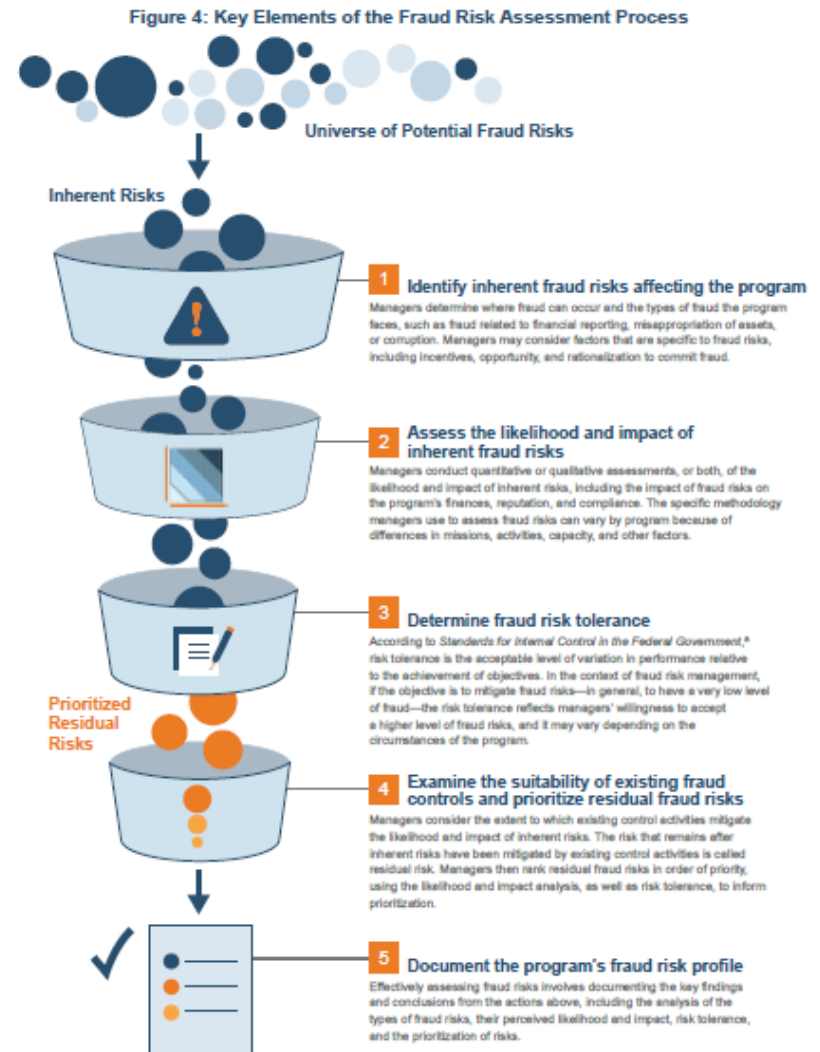 Figure 4: Key Elements of the Fraud Risk Assessment Process
Universe of Potential Fraud Risks
Inherent Risks
1
Identify inherent fraud risks affecting the program
Managers determine where fraud can occur and the types of fraud the program
faces, such as fraud related to financial reporting, misappropriation of assets,
or corruption. Managers may consider factors that are specific to fraud risks,
including incentives, opportunity, and rationalization to commit fraud.
2
Assess the likelihood and impact of
inherent fraud risks
Managers conduct quantitative or qualitative assessments, or both, of the
likelihood and impact of inherent risks, including the impact of fraud risks on
the program's finances, reputation, and compliance. The specific methodology
managers use to assess fraud risks can vary by program because of
differences in missions, activities, capacity, and other factors.
3
Determine fraud risk tolerance
According to Standards for Internal Control in the Federal Government,ª
risk tolerance is the acceptable level of variation in performance relative
to the achievement of objectives. In the context of fraud risk management,
if the objective is to mitigate fraud risks—in general, to have a very low level
of fraud—the risk tolerance reflects managers' willingness to accept
a higher level of fraud risks, and it may vary depending on the
circumstances of the program.
Prioritized
Residual
Risks
4
Examine the suitability of existing fraud
controls and prioritize residual fraud risks
Managers consider the extent to which existing control activities mitigate
the likelihood and impact of inherent risks. The risk that remains after
inherent risks have been mitigated by existing control activities is called
residual risk. Managers then rank residual fraud risks in order of priority,
using the likelihood and impact analysis, as well as risk tolerance, to inform
prioritization.
5
Document the program's fraud risk profile
Effectively assessing fraud risks involves documenting the key findings
and conclusions from the actions above, including the analysis of the
types of fraud risks, their perceived likelihood and impact, risk tolerance,
and the prioritization of risks.